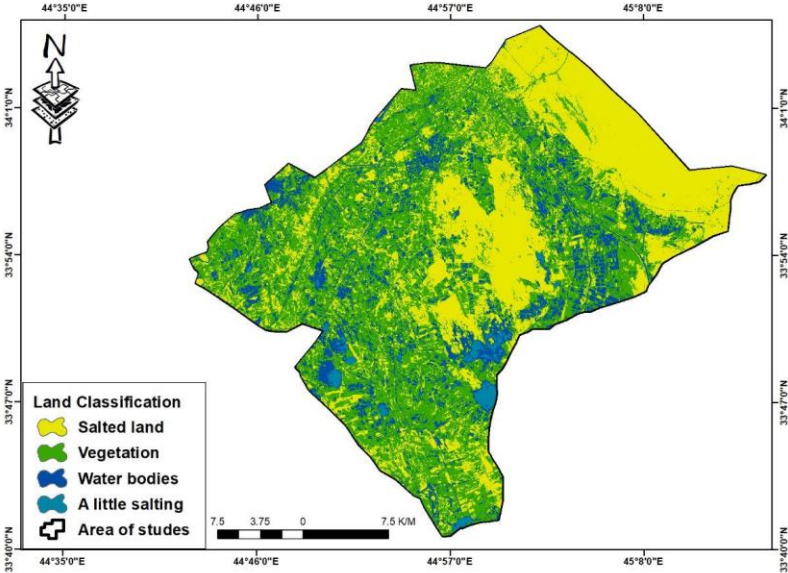 44°35'0"E 44°46'0"E 44°57'0"E 45°8'0"E
N
34°1'0"N 34°1'0"N
33°54'0"N 33°54'0"N
33°47'0"N 33°47'0"N
Land Classification
Salted land
Vegetation
Water bodies
A little salting
Area of studes
7.5 3.75 0 7.5 K/M
33°40'0"N 33°40'0"N
44°35'0"E 44°46'0"E 44°57'0"E 45°8'0"E